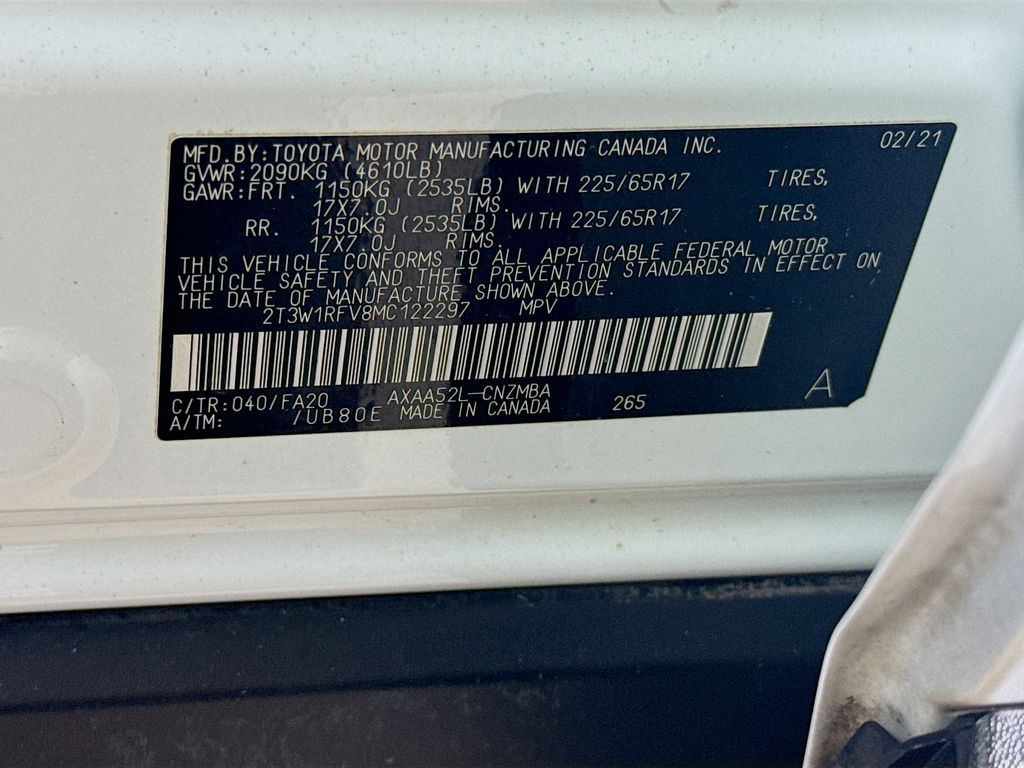 02/21
MFD.BY:TOYOTA MOTOR MANUFACTURING CANADA INC.
GVWR:2090KG (4610LB)
GAWR:FRT. 1150KG (2535LB) WITH 225/65R17 TIRES,
17X7.0J RIMS.
RR. 1150KG (2535LB) WITH 225/65R17 TIRES,
17X7.0J RIMS.
THIS VEHICLE CONFORMS TO ALL APPLICABLE FEDERAL MOTOR
VEHICLE SAFETY AND THEFT PREVENTION STANDARDS IN EFFECT ON
THE DATE OF MANUFACTURE SHOWN ABOVE.
2T3W1RFV8MC122297 MPV
C/TR:040/FA20 AXAA52L-CNZMBA 265 A
A/TM: /UB80E MADE IN CANADA